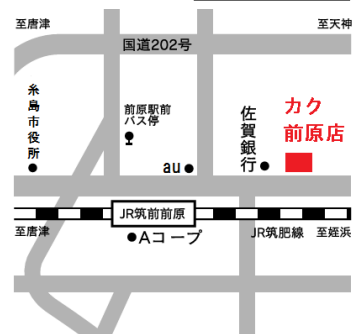 至唐津
至天神
国道202号
糸島市役所
前原駅前
バス停
佐賀銀行
カク
前原店
au
JR筑前前原
至唐津
Aコープ
JR筑肥線
至姪浜